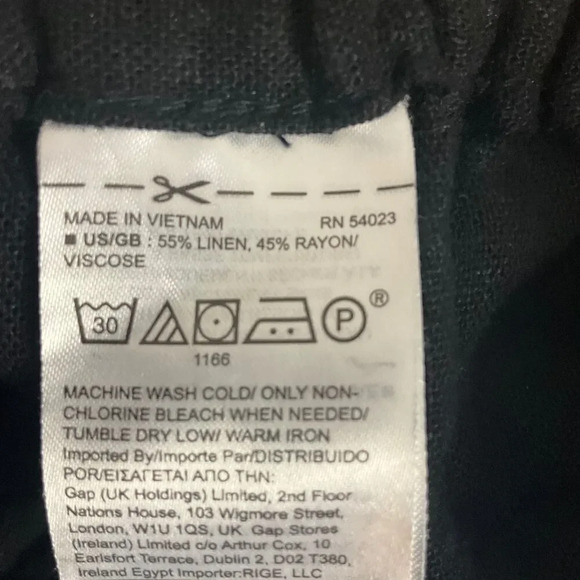 MADE IN VIETNAM RN 54023
■ US/GB : 55% LINEN, 45% RAYON/
VISCOSE
30 P ®
1166
MACHINE WASH COLD/ ONLY NON-
CHLORINE BLEACH WHEN NEEDED/
TUMBLE DRY LOW/ WARM IRON
Imported By/Importe Par/DISTRIBUIDO
POR/ΕΙΣΑΓΕΤΑΙ ΑΠΟ ΤΗΝ:
Gap (UK Holdings) Limited, 2nd Floor
Nations House, 103 Wigmore Street,
London, W1U 1QS, UK Gap Stores
(Ireland) Limited c/o Arthur Cox, 10
Earlsfort Terrace, Dublin 2, D02 T380,
Ireland Egypt Importer:RIGE, LLC